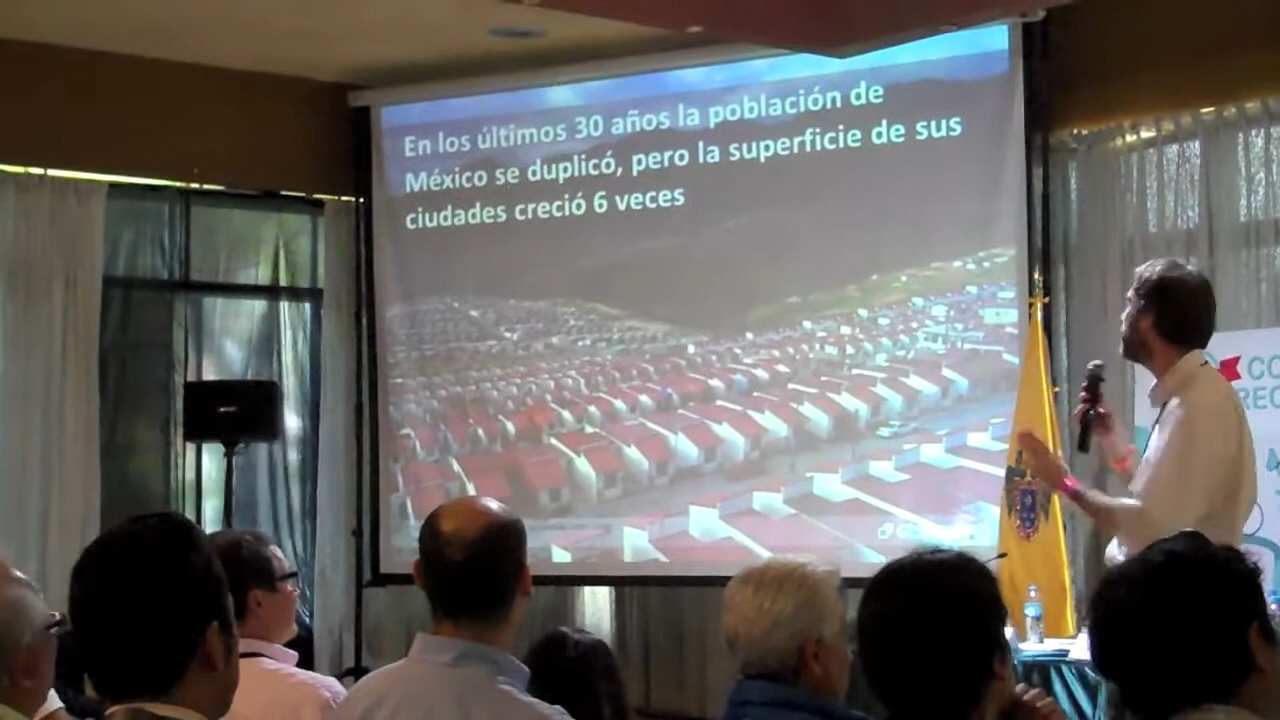 En los últimos 30 años la población de
México se duplicó, pero la superficie de sus
ciudades creció 6 veces